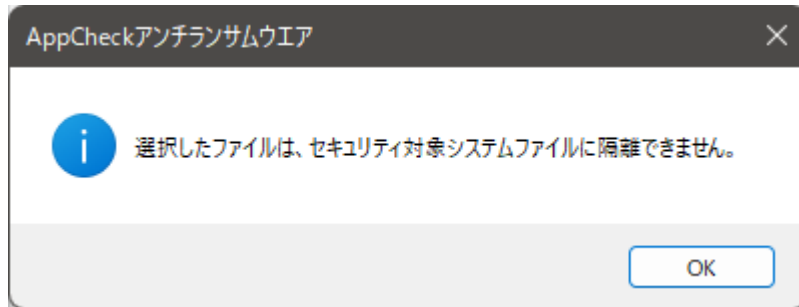 AppCheckアンチランサムウエア
選択したファイルは、セキュリティ対象システムファイルに隔離できません。
OK